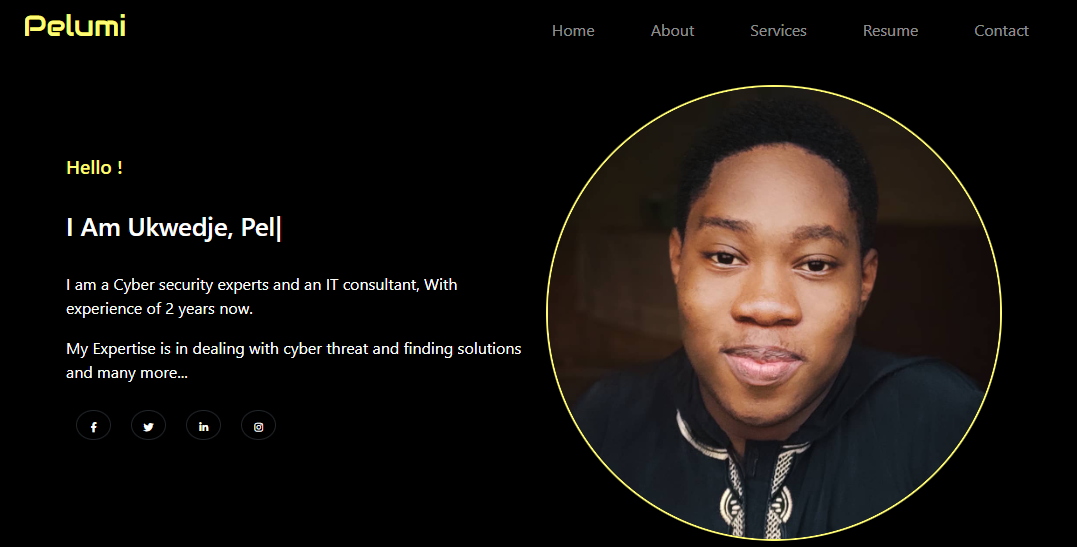 Pelumi
Home About Services Resume Contact
Hello !
I Am Ukwedje, Pel|
I am a Cyber security experts and an IT consultant, With
experience of 2 years now.
My Expertise is in dealing with cyber threat and finding solutions
and many more...